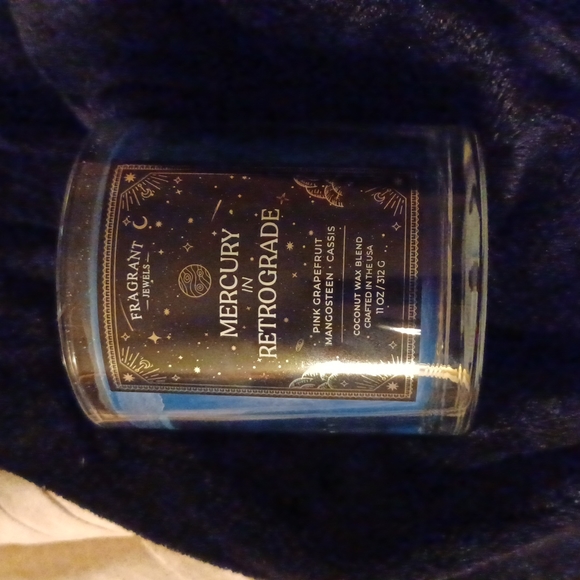 FRAGRANT
— JEWELS —
MERCURY
IN
RETROGRADE
PINK GRAPEFRUIT
MANGOSTEEN · CASSIS
COCONUT WAX BLEND
CRAFTED IN THE USA
11 OZ / 312 G